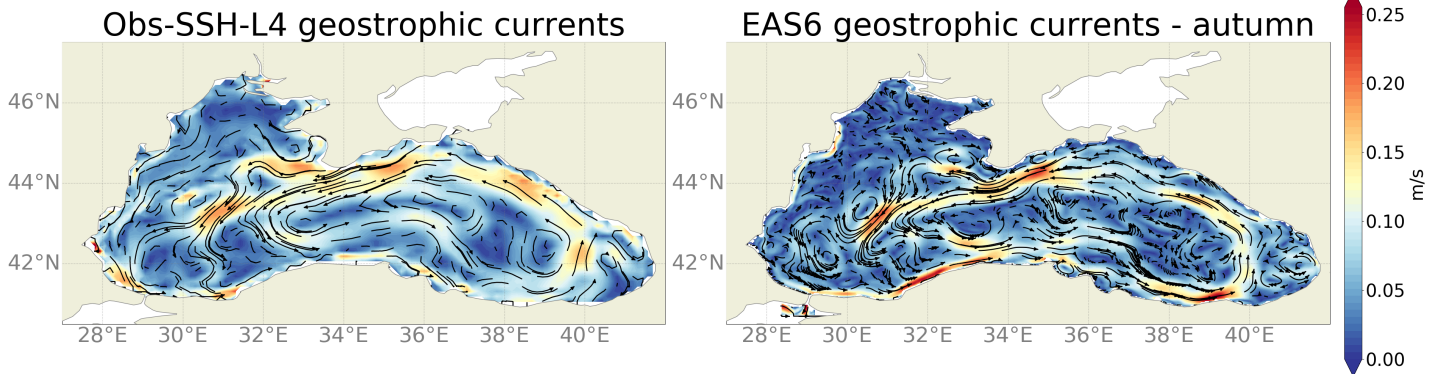 Obs-SSH-L4 geostrophic currents
EAS6 geostrophic currents - autumn
46°N
44°N
42°N
28°E 30°E 32°E 34°E 36°E 38°E 40°E
46°N
44°N
42°N
28°E 30°E 32°E 34°E 36°E 38°E 40°E
0.25
0.20
0.15
0.10
0.05
0.00
m/s